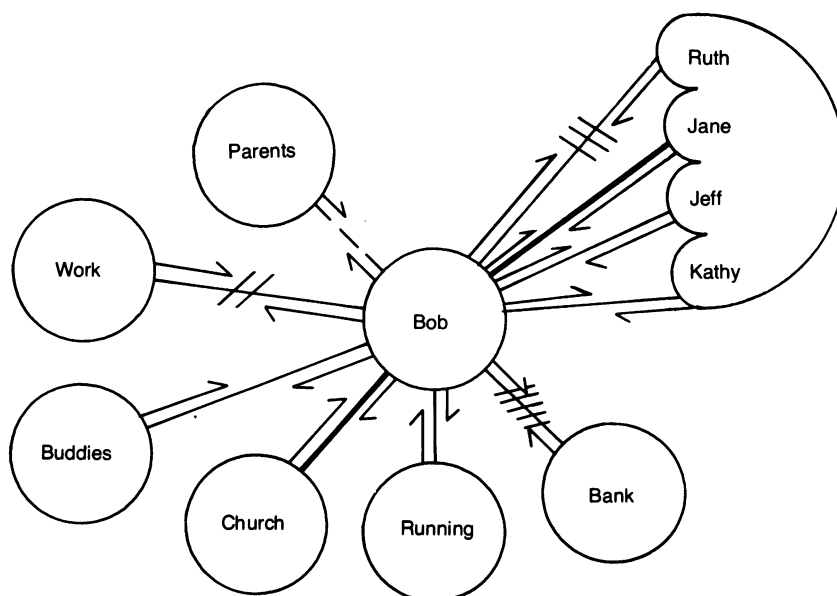 Ruth
Jane
Jeff
Kathy
Parents
Work
Bob
Buddies
Church
Running
Bank